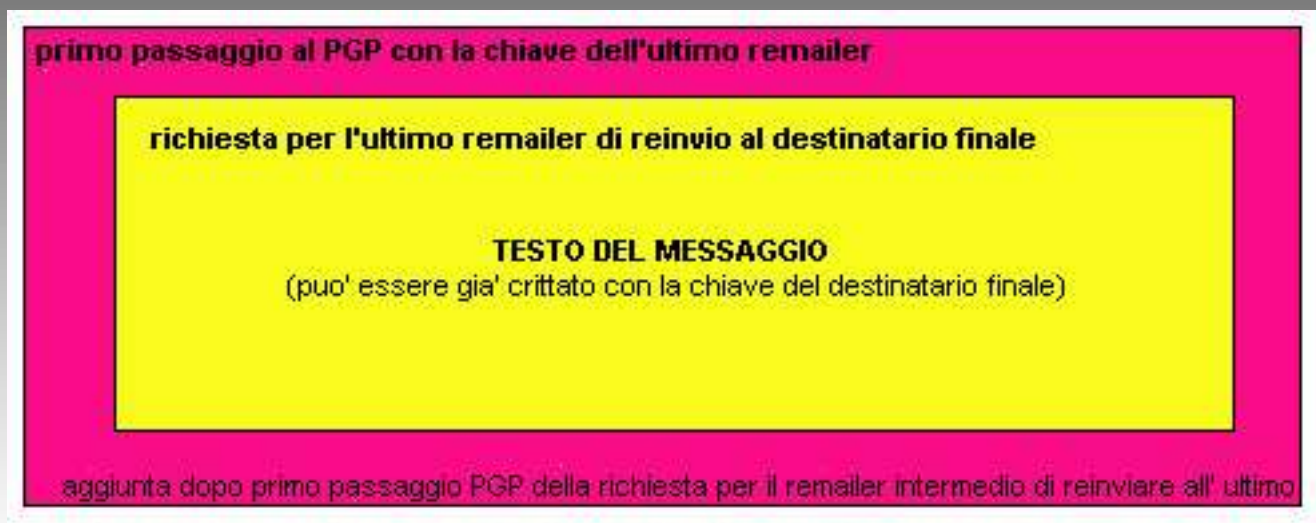 primo passaggio al PGP con la chiave dell'ultimo remailer
richiesta per l'ultimo remailer di reinvio al destinatario finale
TESTO DEL MESSAGGIO
(puo' essere gia' crittato con la chiave del destinatario finale)
aggiunta dopo primo passaggio PGP della richiesta per il remailer intermedio di reinviare all' ultimo